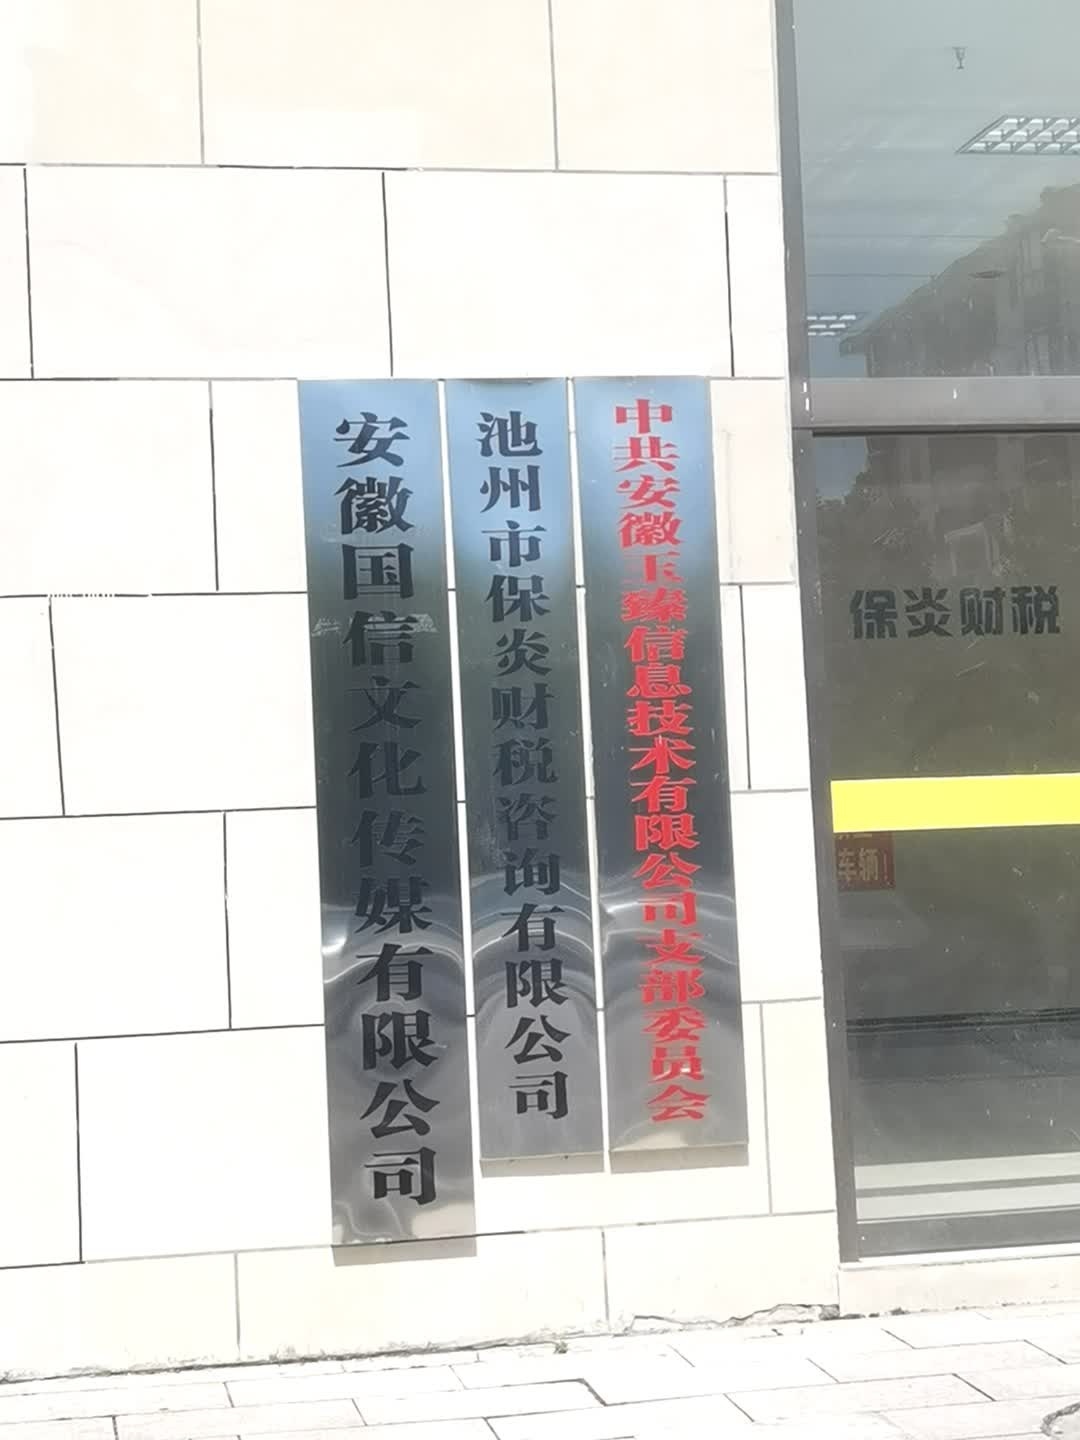 安徽国信文化传媒有限公司
池州市保炎财税咨询有限公司
中共安徽玉臻信息技术有限公司支部委员会
保炎财税
车辆！